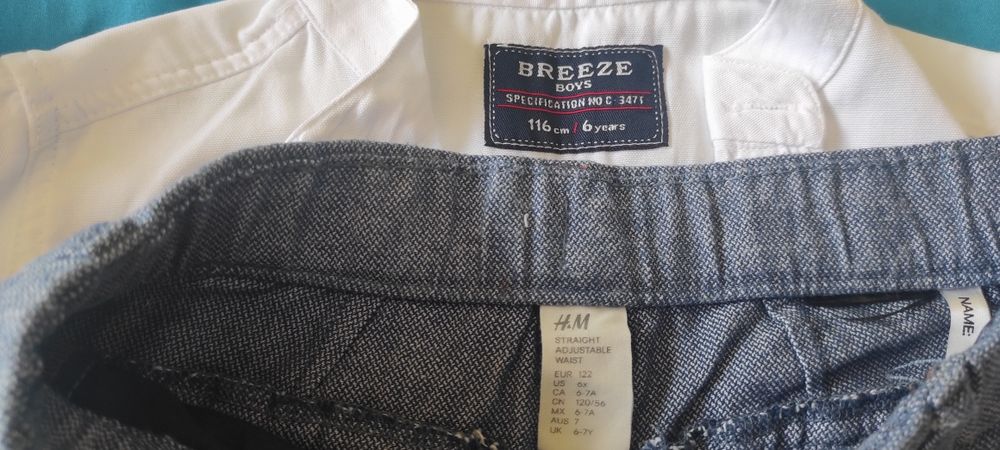 BREEZE
BOYS
SPECIFICATION NO C-3471
116 cm / 6 years
H&M
STRAIGHT
ADJUSTABLE
WAIST
EUR 122
US 6x
CA 6-7A
CN 120/56
MX 6-7A
AUS 7
UK 6-7Y
NAME: